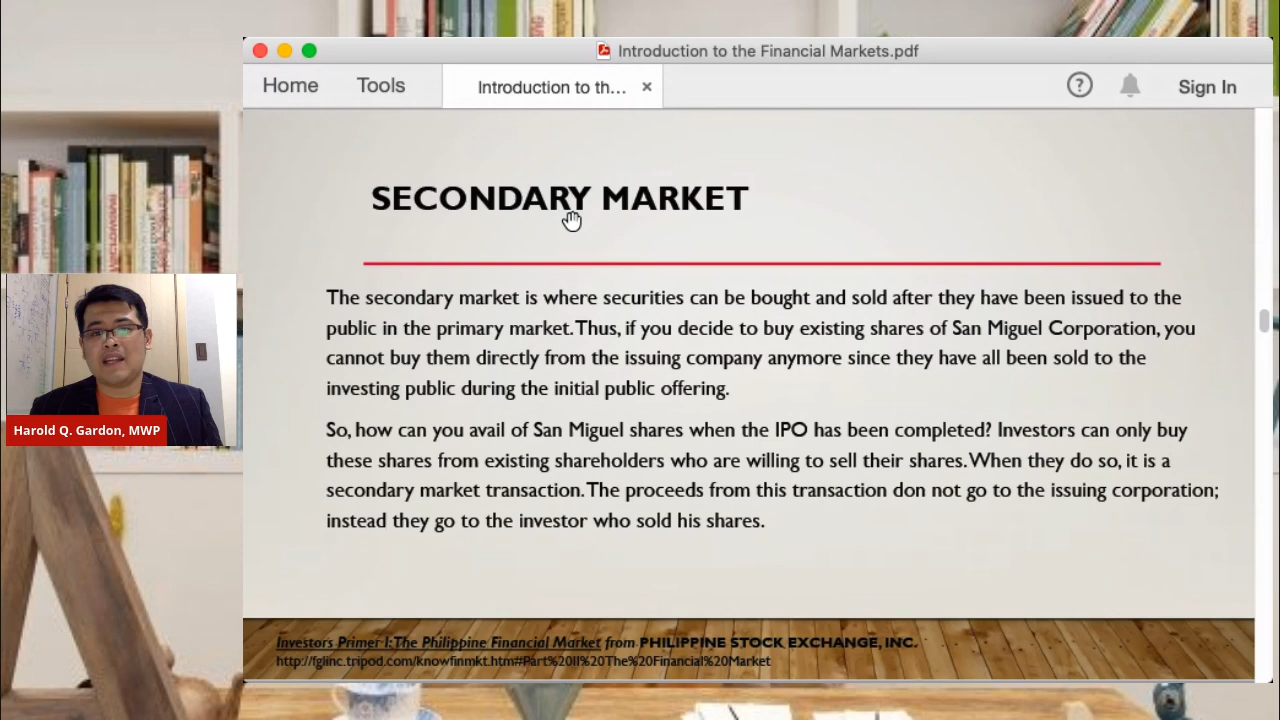 Introduction to the Financial Markets.pdf
Home Tools Introduction to th... × ? Sign In
SECONDARY MARKET
The secondary market is where securities can be bought and sold after they have been issued to the
public in the primary market. Thus, if you decide to buy existing shares of San Miguel Corporation, you
cannot buy them directly from the issuing company anymore since they have all been sold to the
investing public during the initial public offering.
So, how can you avail of San Miguel shares when the IPO has been completed? Investors can only buy
these shares from existing shareholders who are willing to sell their shares. When they do so, it is a
secondary market transaction. The proceeds from this transaction don not go to the issuing corporation;
instead they go to the investor who sold his shares.
Harold Q. Gardon, MWP
Investors Primer I: The Philippine Financial Market from PHILIPPINE STOCK EXCHANGE, INC.
http://fglinc.tripod.com/knowfinmkt.htm#Part%20II%20The%20Financial%20Market